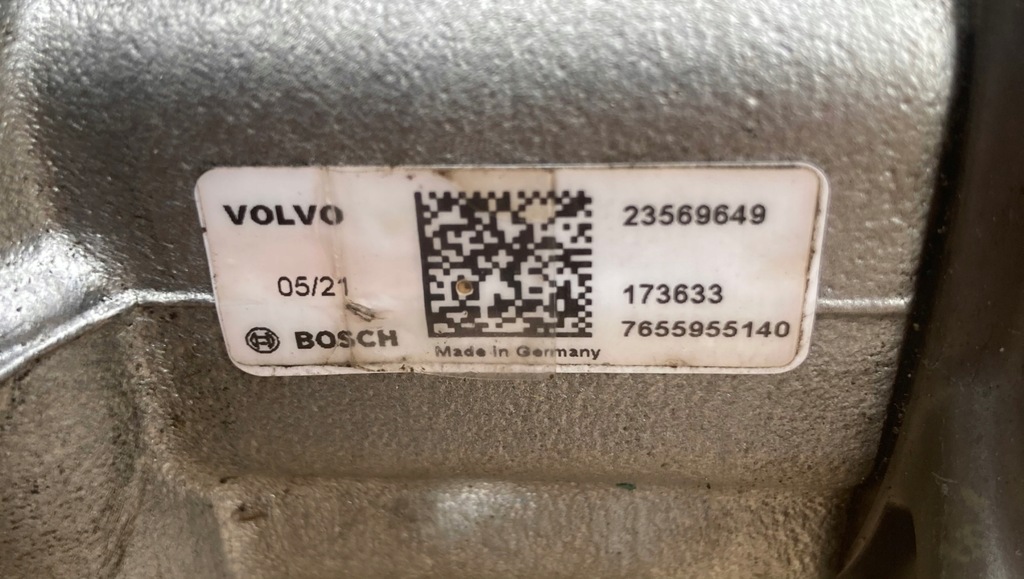 VOLVO
05/21
BOSCH
Made in Germany
23569649
173633
7655955140